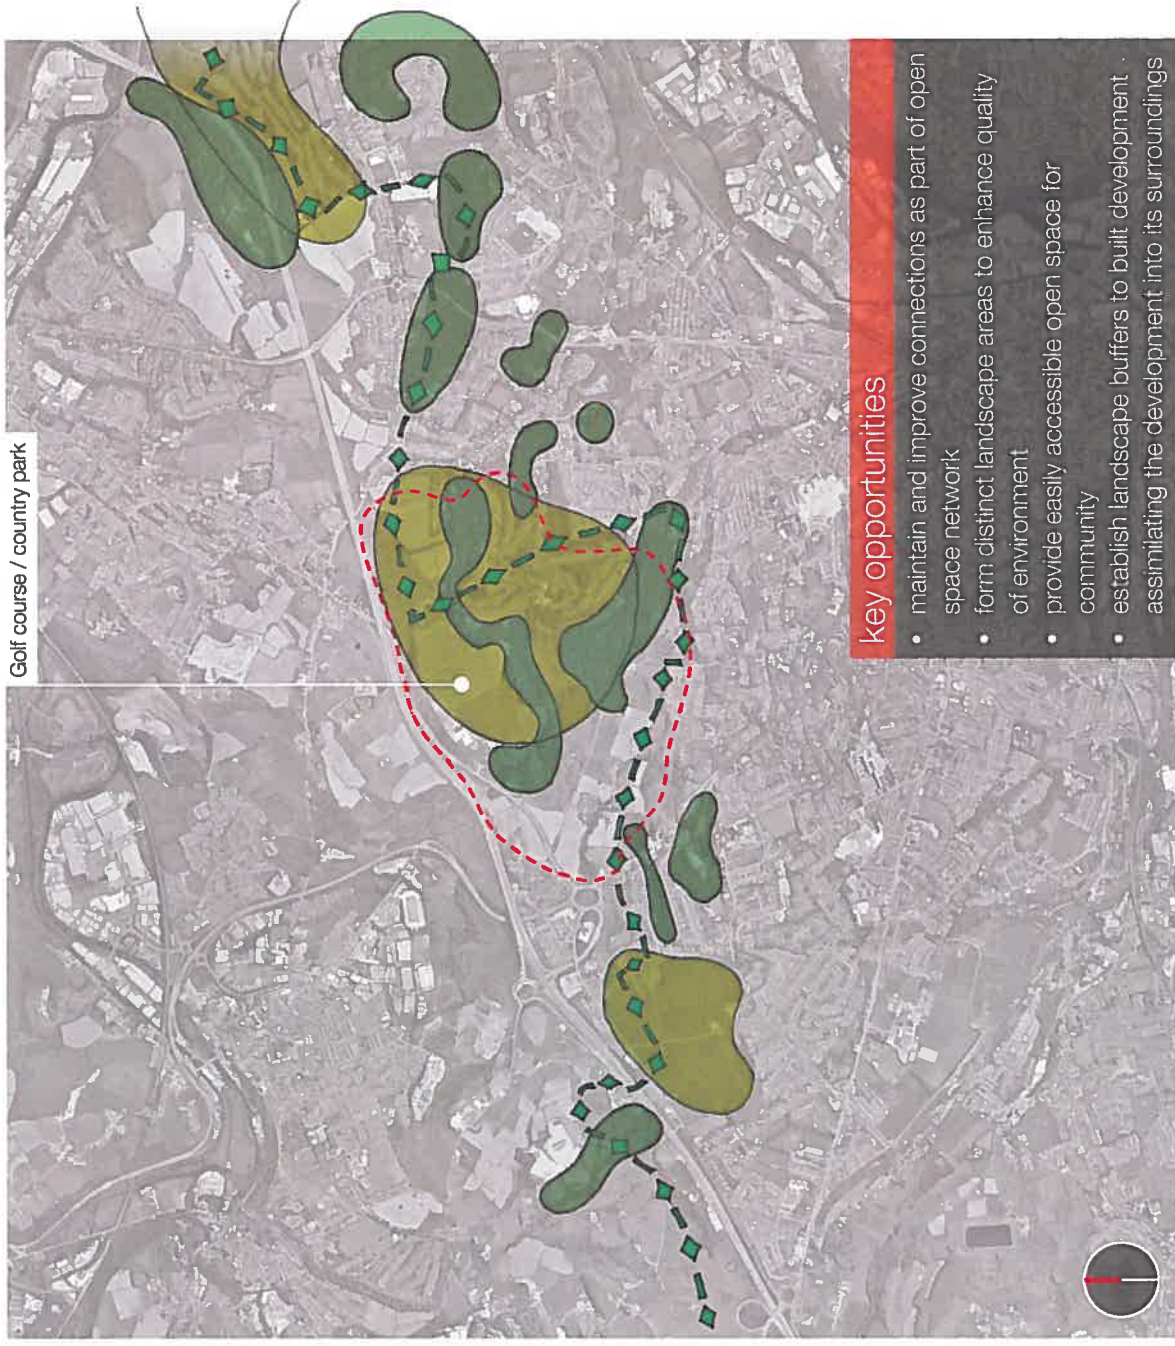 Golf course / country park
key opportunities
• maintain and improve connections as part of open
space network
• form distinct landscape areas to enhance quality
of environment
• provide easily accessible open space for
community
• establish landscape buffers to built development
assimilating the development into its surroundings